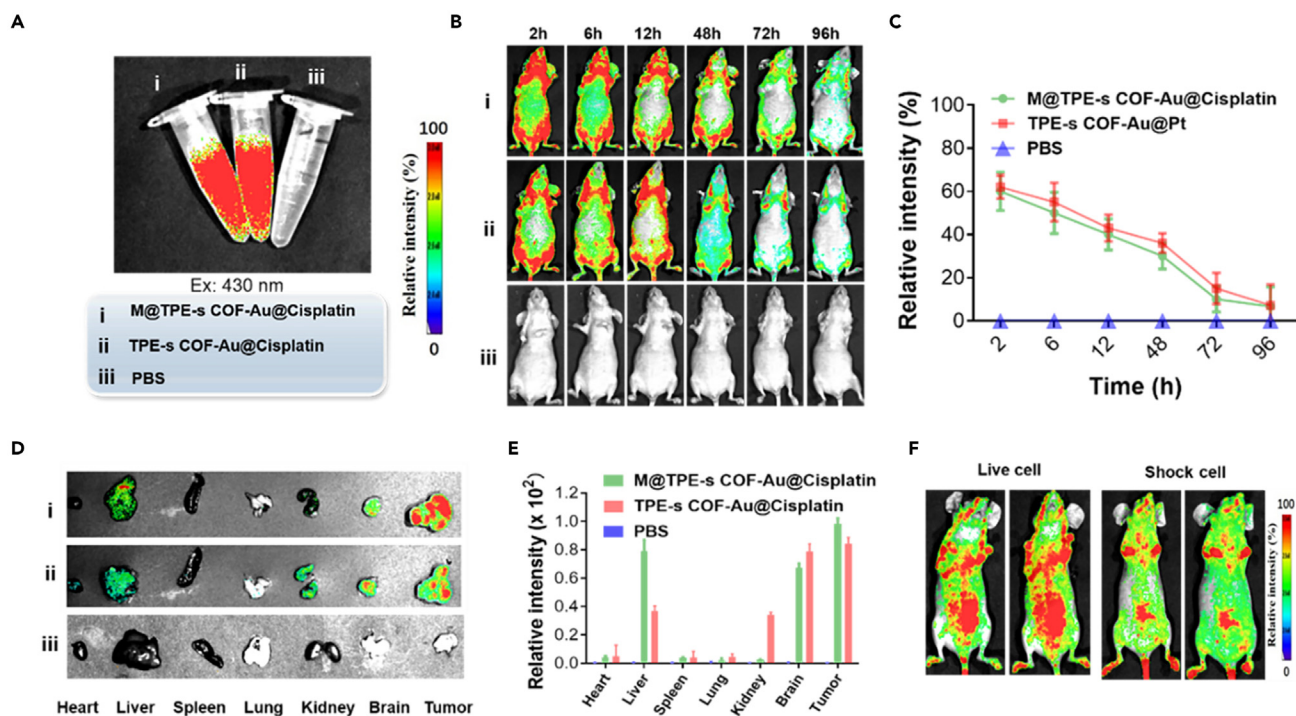 A
i
ii
iii
Ex: 430 nm
i M@TPE-s COF-Au@Cisplatin
ii TPE-s COF-Au@Cisplatin
iii PBS
100
0
Relative intensity (%)
B
2h 6h 12h 48h 72h 96h
i
ii
iii
C
M@TPE-s COF-Au@Cisplatin
TPE-s COF-Au@Pt
PBS
Relative intensity (%)
100
80
60
40
20
0
2 6 12 48 72 96
Time (h)
D
i
ii
iii
Heart Liver Spleen Lung Kidney Brain Tumor
E
M@TPE-s COF-Au@Cisplatin
TPE-s COF-Au@Cisplatin
PBS
Relative intensity (x 10²)
1.2
1.0
0.8
0.6
0.4
0.2
0.0
Heart Liver Spleen Lung Kidney Brain Tumor
F
Live cell Shock cell
100
0
Relative intensity (%)